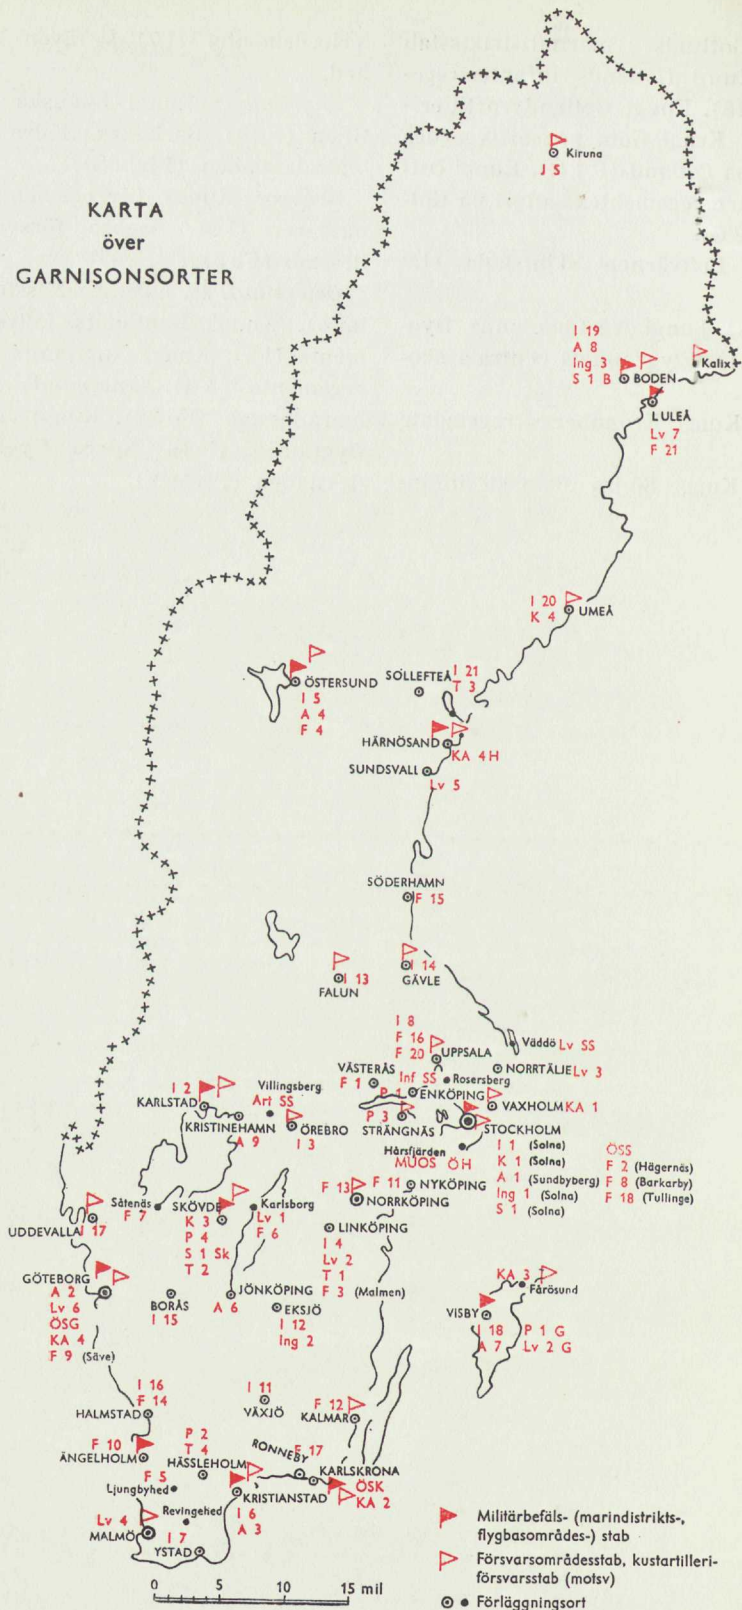 KARTA
över
GARNISONSORTER
Kiruna
J S
I 19
A 8
Ing 3
S 1 B
BODEN
Kalix
LULEÅ
Lv 7
F 21
I 20
K 4
UMEÅ
ÖSTERSUND
I 5
A 4
F 4
SOLLEFTEÅ
I 21
T 3
HÄRNÖSAND
KA 4H
SUNDSVALL
Lv 5
SÖDERHAMN
F 15
I 13
FALUN
I 14
GÄVLE
I 8
F 16
F 20
UPPSALA
Väddö
Lv SS
NORRTÄLJE
Lv 3
VÄSTERÅS
F 1
Inf SS
Rosersberg
P 1
ENKÖPING
VAXHOLM
KA 1
I 2
KARLSTAD
Villingsberg
Art SS
KRISTINEHAMN
A 9
ÖREBRO
I 3
P 3
STRÄNGNÄS
STOCKHOLM
I 1 (Solna)
K 1 (Solna)
A 1 (Sundbyberg)
Ing 1 (Solna)
S 1 (Solna)
ÖSS
F 2 (Hägernäs)
F 8 (Barkarby)
F 18 (Tullinge)
Hårsfjärden
MUOS ÖH
Såtenäs
F 7
UDDEVALLA
I 17
SKÖVDE
K 3
P 4
S 1 Sk
T 2
Karlsborg
Lv 1
F 6
F 13
NORRKÖPING
F 11
NYKÖPING
LINKÖPING
I 4
Lv 2
T 1
F 3 (Malmen)
GÖTEBORG
A 2
Lv 6
ÖSG
KA 4
F 9 (Säve)
BORÅS
I 15
JÖNKÖPING
A 6
EKSJÖ
I 12
Ing 2
KA 3
Fårösund
VISBY
I 18
A 7
P 1 G
Lv 2 G
I 16
F 14
HALMSTAD
I 11
VÄXJÖ
F 12
KALMAR
F 10
ÄNGELHOLM
P 2
T 4
HÄSSLEHOLM
RONNEBY
F 17
KARLSKRONA
ÖSK
KA 2
F 5
Ljungbyhed
KRISTIANSTAD
I 6
A 3
Lv 4
MALMÖ
Revingehed
I 7
YSTAD
0 5 10 15 mil
Militärbefäls- (marindistrikts-,
flygbasområdes-) stab
Försvarsområdesstab, kustartilleri-
försvarsstab (motsv)
Förläggningsort